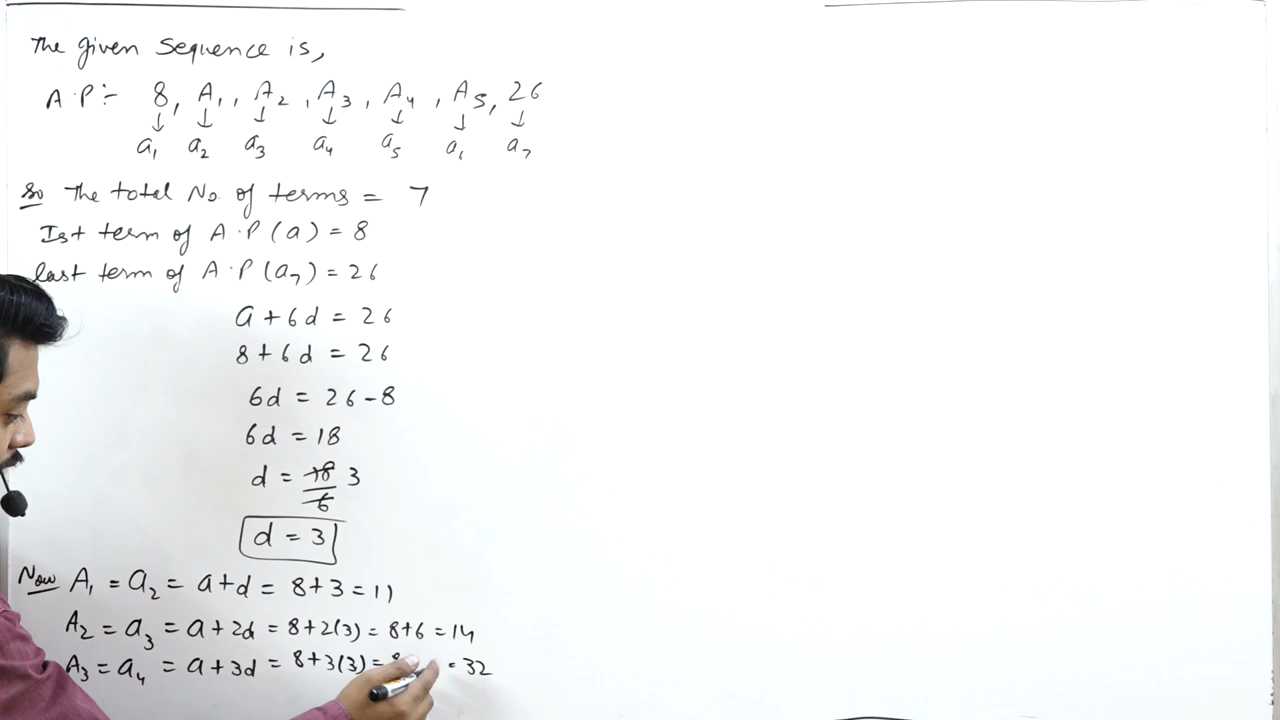 The given sequence is,
A.P:- 8, A₁, A₂, A₃, A₄, A₅, 26
↓ ↓ ↓ ↓ ↓ ↓ ↓
a₁ a₂ a₃ a₄ a₅ a₆ a₇
So The total No. of terms = 7
Ist term of A.P (a) = 8
last term of A.P (a₇) = 26
a + 6d = 26
8 + 6d = 26
6d = 26 - 8
6d = 18
d = 18/6 3
d = 3
Now A₁ = a₂ = a + d = 8 + 3 = 11
A₂ = a₃ = a + 2d = 8 + 2(3) = 8 + 6 = 14
A₃ = a₄ = a + 3d = 8 + 3(3) = 8 = 32